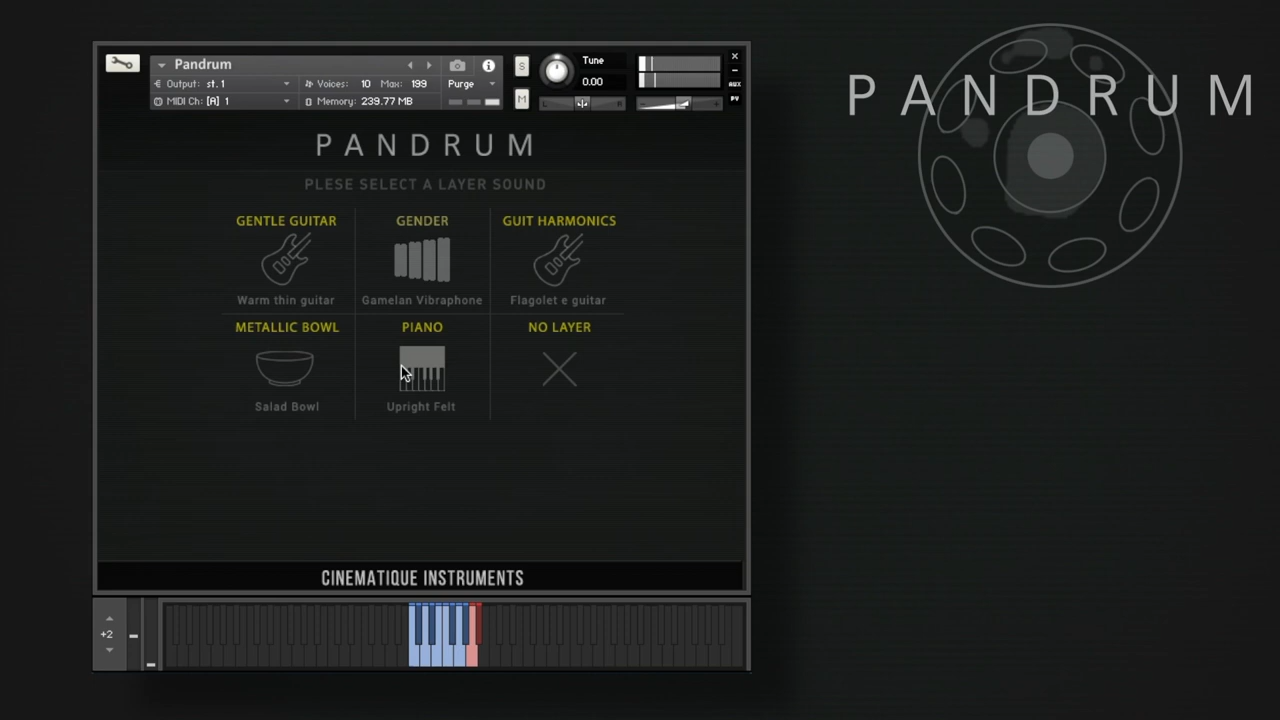 Pandrum
S
Tune
AUX
PV
Output: st.1
Voices: 10 Max: 199
Purge
0.00
MIDI Ch: [A] 1
Memory: 239.77 MB
M
L
R
PANDRUM
PANDRUM
PLESE SELECT A LAYER SOUND
GENTLE GUITAR
GENDER
GUIT HARMONICS
Warm thin guitar
Gamelan Vibraphone
Flagolet e guitar
METALLIC BOWL
PIANO
NO LAYER
Salad Bowl
Upright Felt
CINEMATIQUE INSTRUMENTS
+2